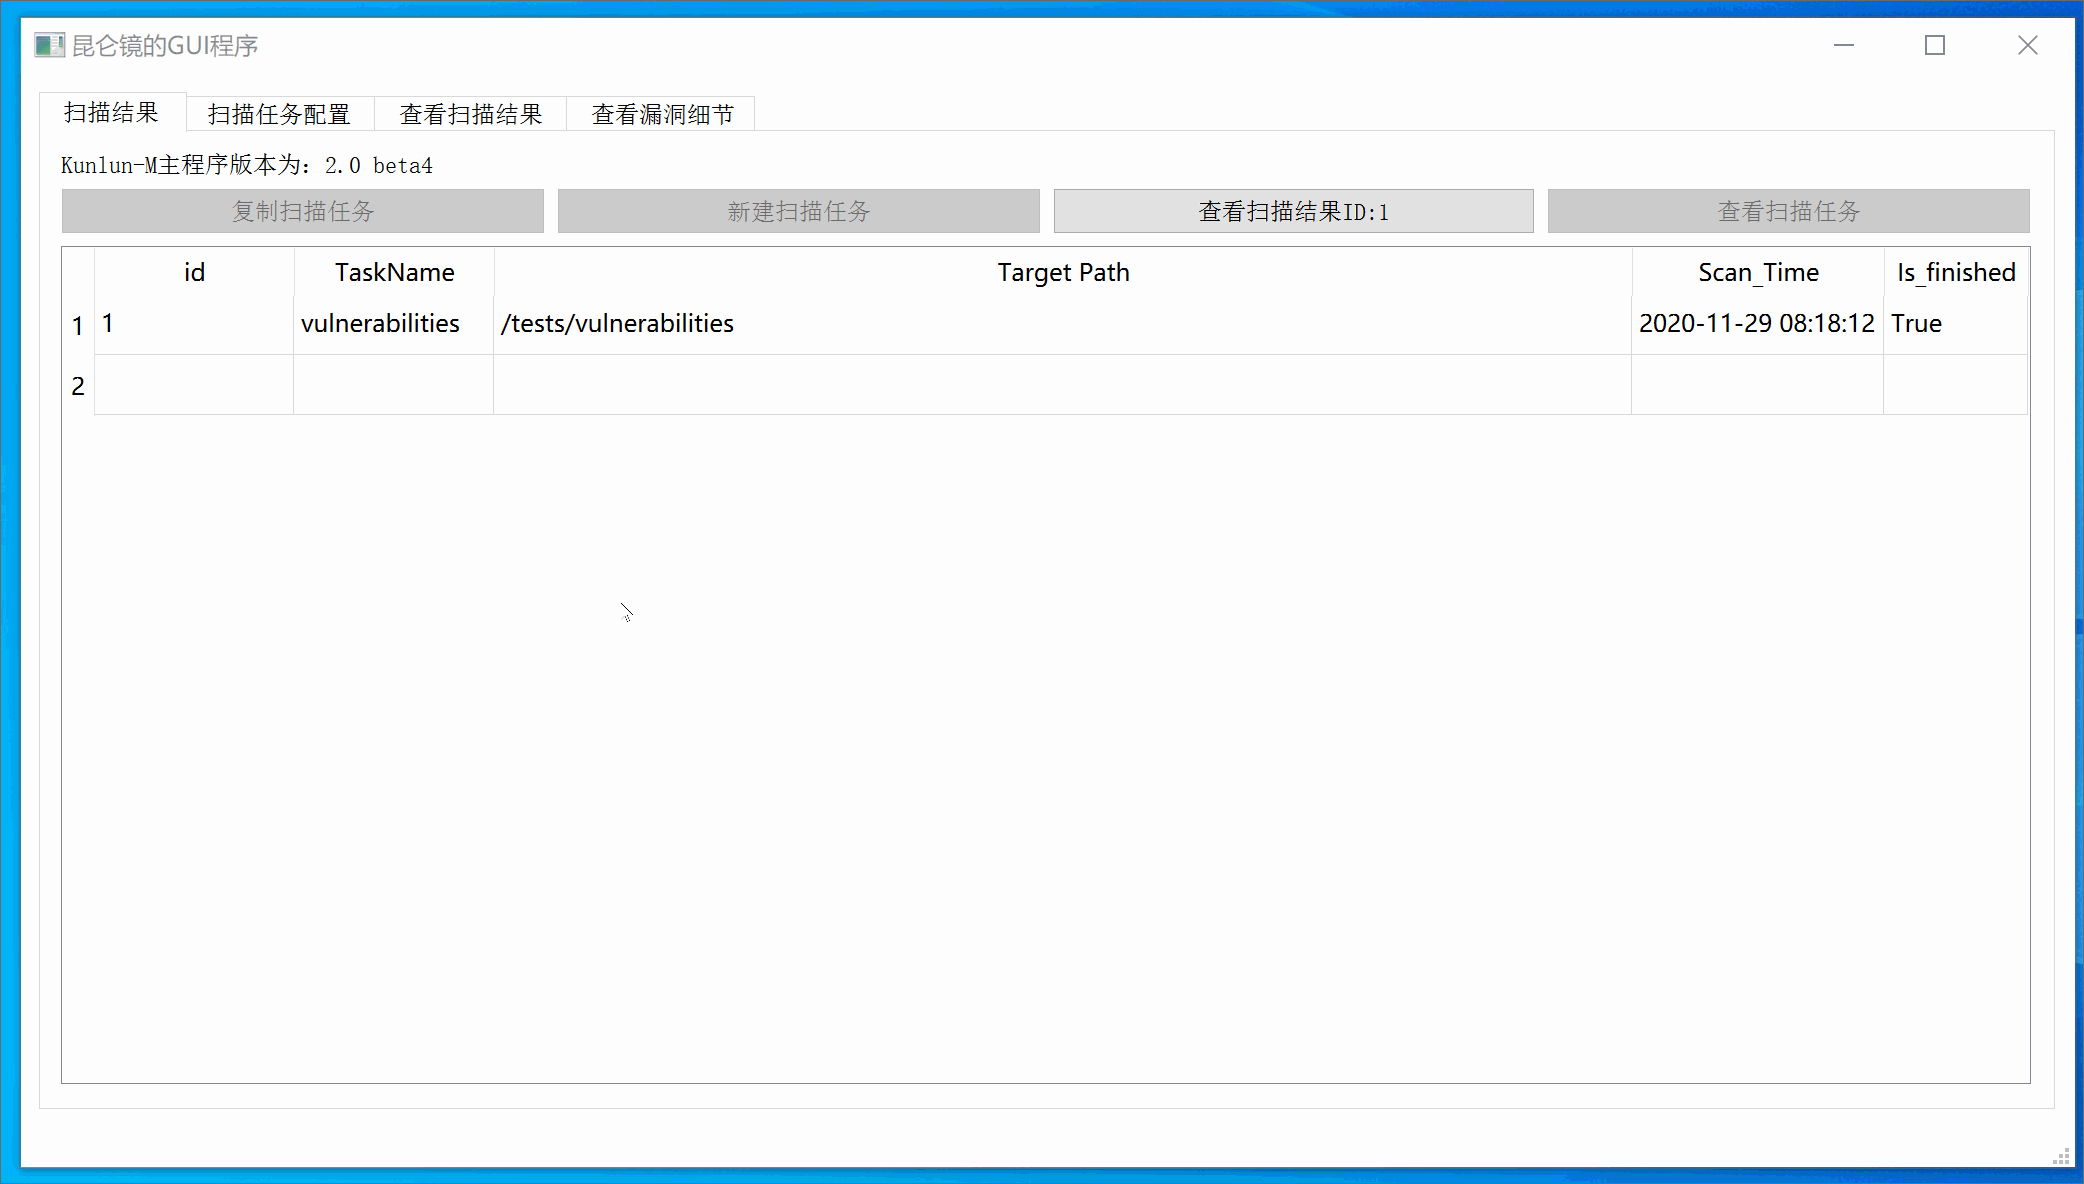 昆仑镜的GUI程序
扫描结果 扫描任务配置 查看扫描结果 查看漏洞细节
Kunlun-M主程序版本为: 2.0 beta4
复制扫描任务 新建扫描任务 查看扫描结果ID:1 查看扫描任务
id TaskName Target Path Scan_Time Is_finished
1 1 vulnerabilities /tests/vulnerabilities 2020-11-29 08:18:12 True
2